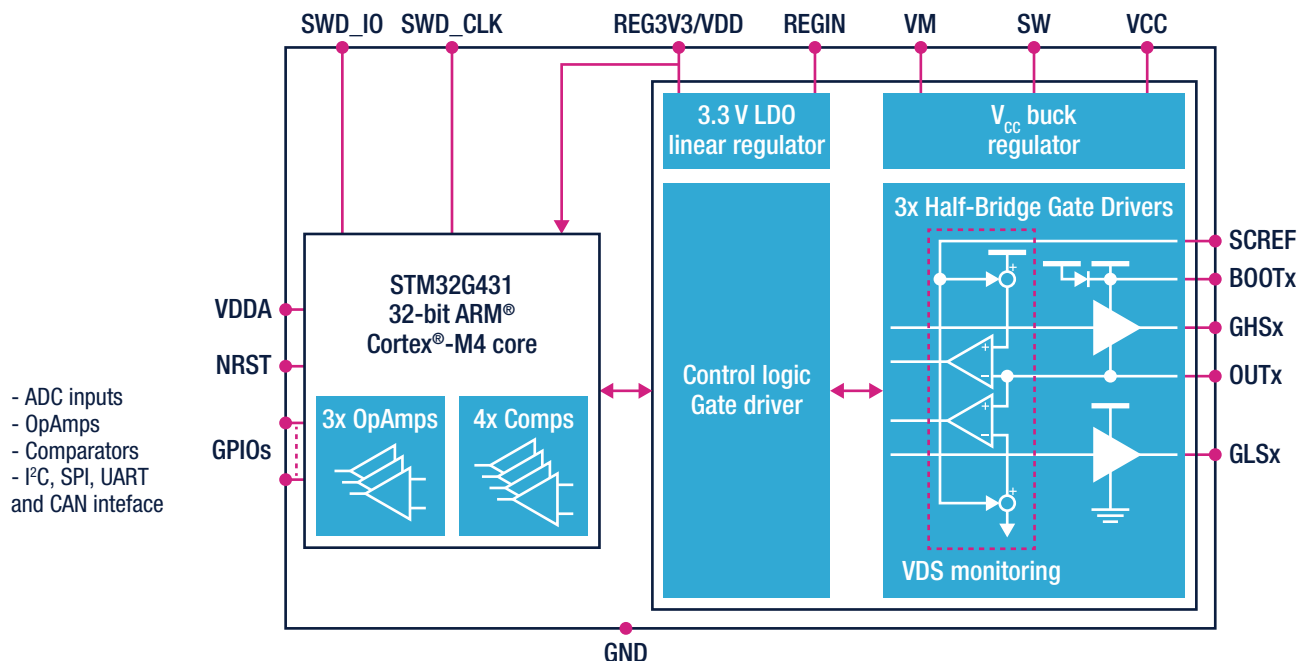 SWD_IO
SWD_CLK
REG3V3/VDD
REGIN
VM
SW
VCC
3.3 V LDO
linear regulator
Vcc buck
regulator
3x Half-Bridge Gate Drivers
SCREF
BOOTx
GHSx
OUTx
GLSx
STM32G431
32-bit ARM®
Cortex®-M4 core
VDDA
NRST
- ADC inputs
- OpAmps
- Comparators
- I²C, SPI, UART
and CAN inteface
GPIOs
3x OpAmps
4x Comps
Control logic
Gate driver
+
+
−
+
−
+
VDS monitoring
GND